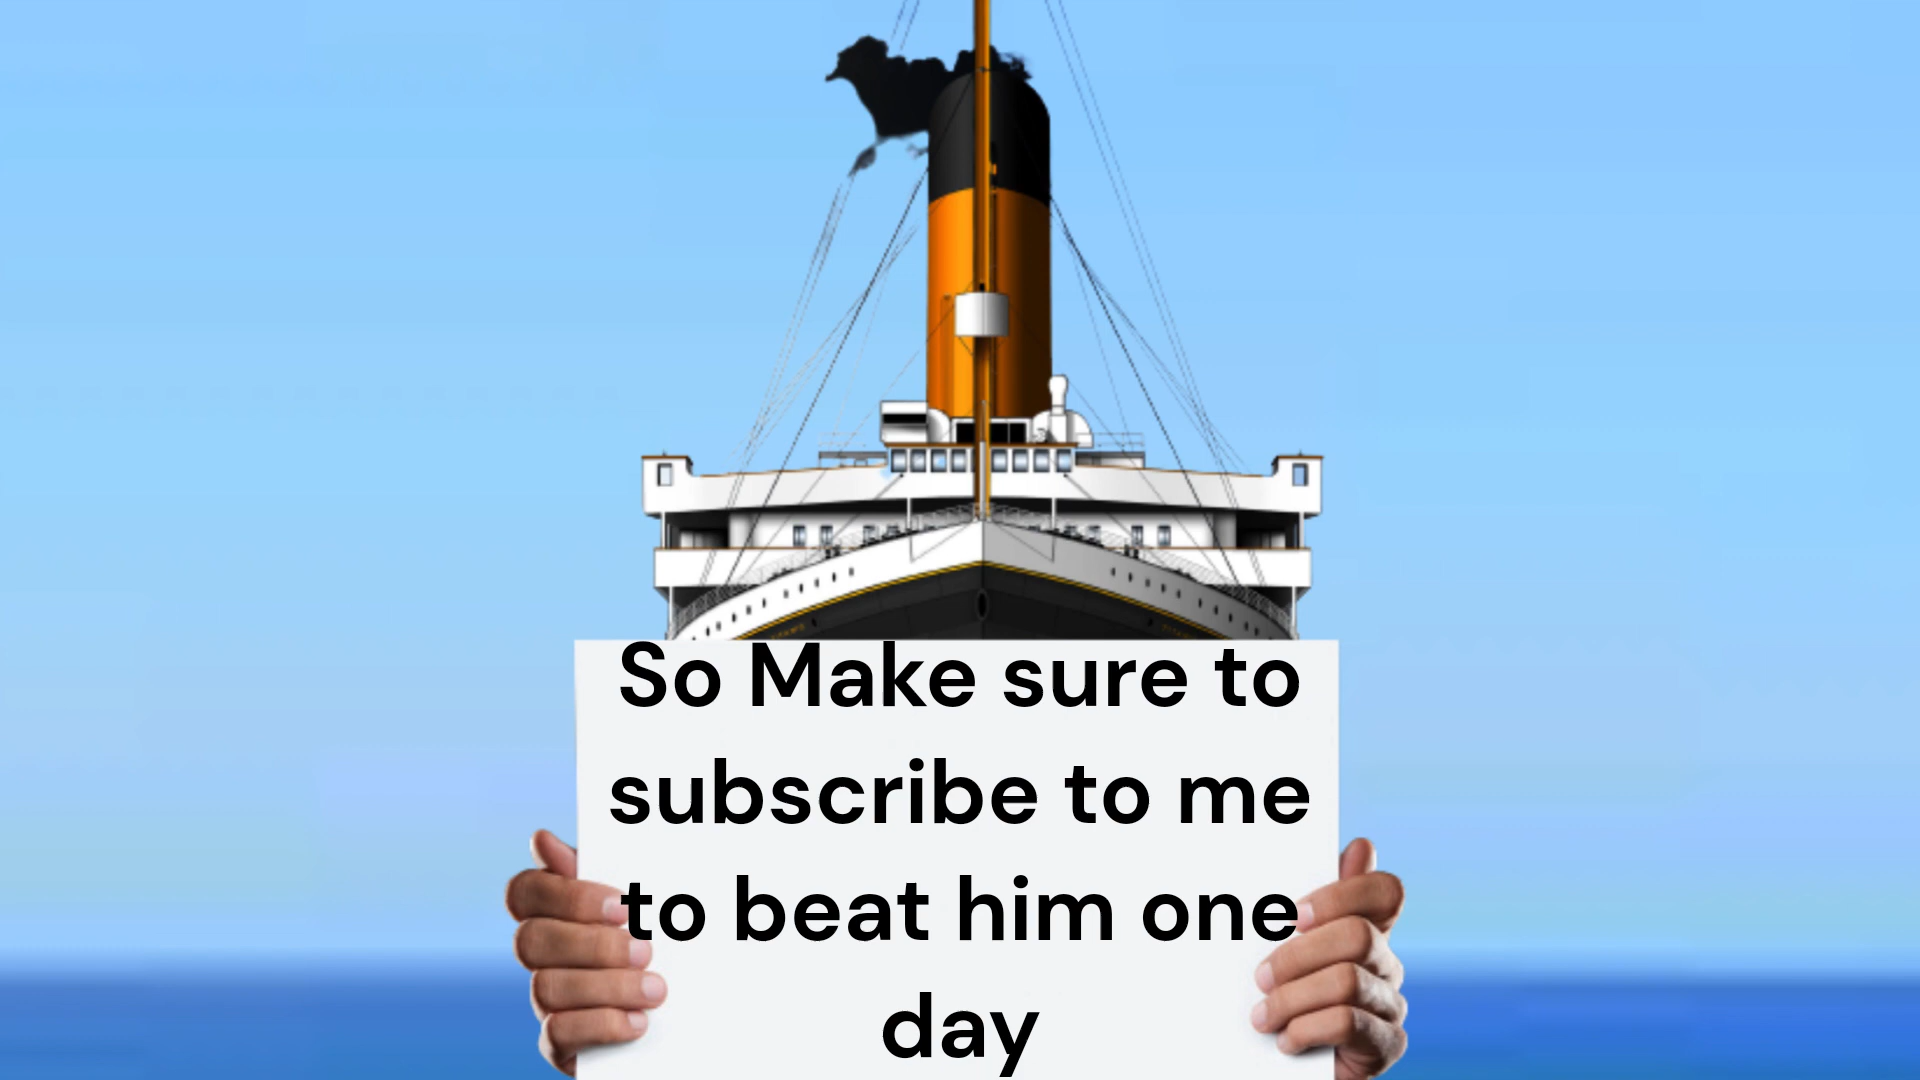 So Make sure to
subscribe to me
to beat him one
day